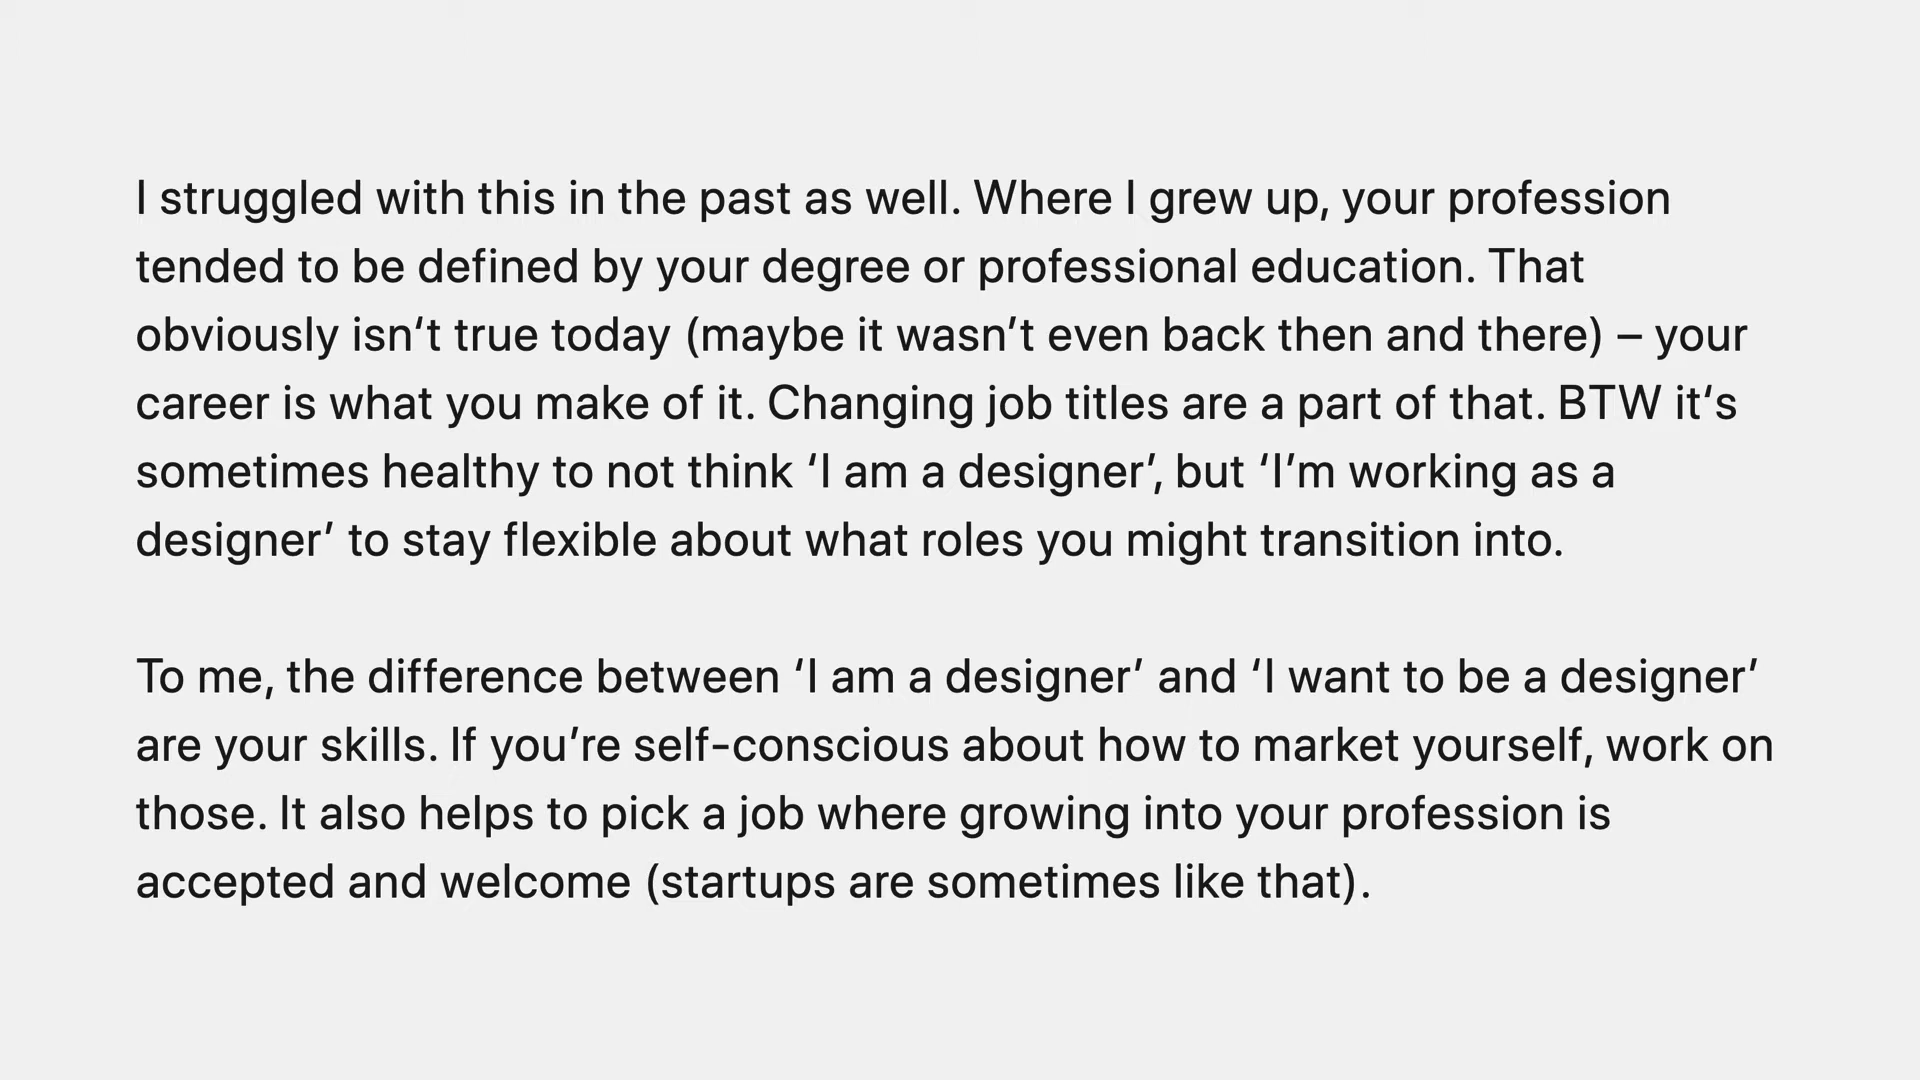 I struggled with this in the past as well. Where I grew up, your profession
tended to be defined by your degree or professional education. That
obviously isn‘t true today (maybe it wasn’t even back then and there) – your
career is what you make of it. Changing job titles are a part of that. BTW it‘s
sometimes healthy to not think ‘I am a designer’, but ‘I’m working as a
designer’ to stay flexible about what roles you might transition into.
To me, the difference between ‘I am a designer’ and ‘I want to be a designer’
are your skills. If you’re self-conscious about how to market yourself, work on
those. It also helps to pick a job where growing into your profession is
accepted and welcome (startups are sometimes like that).